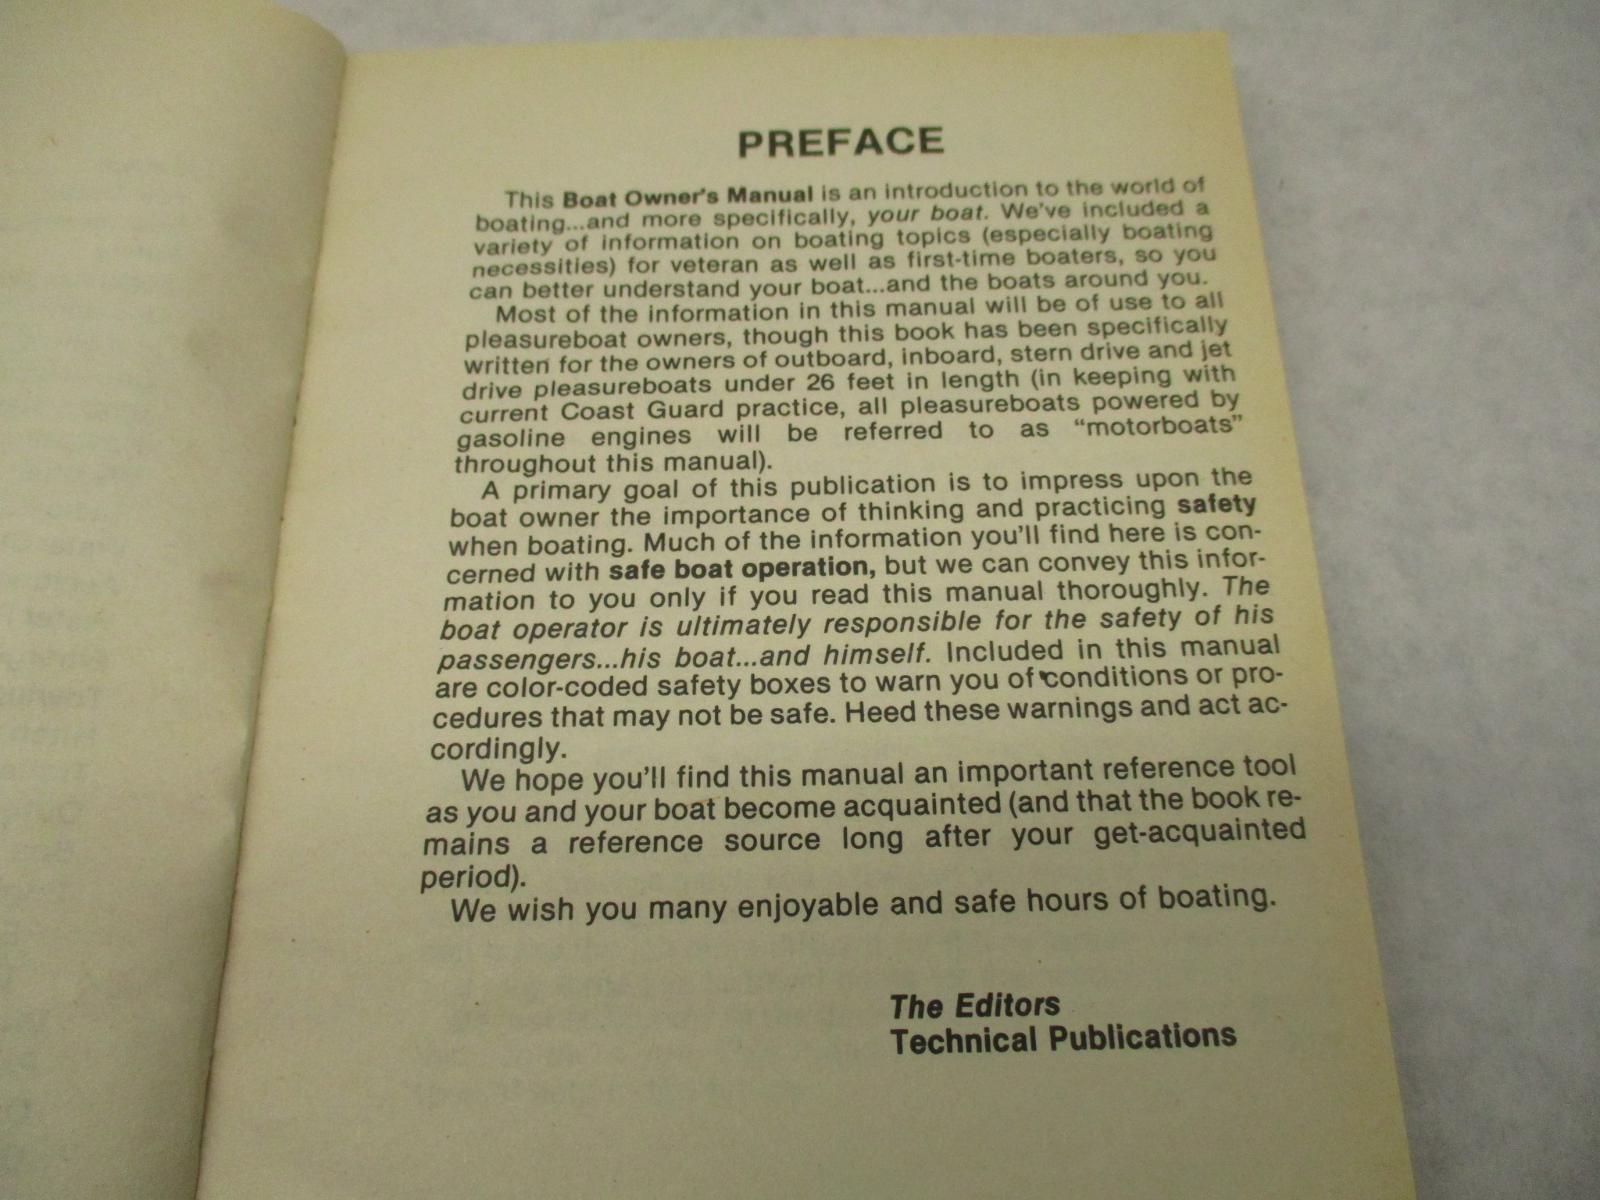 PREFACE
This Boat Owner's Manual is an introduction to the world of
boating...and more specifically, your boat. We've included a
variety of information on boating topics (especially boating
necessities) for veteran as well as first-time boaters, so you
can better understand your boat...and the boats around you.
Most of the information in this manual will be of use to all
pleasureboat owners, though this book has been specifically
written for the owners of outboard, inboard, stern drive and jet
drive pleasureboats under 26 feet in length (in keeping with
current Coast Guard practice, all pleasureboats powered by
gasoline engines will be referred to as “motorboats”
throughout this manual).
A primary goal of this publication is to impress upon the
boat owner the importance of thinking and practicing safety
when boating. Much of the information you'll find here is con-
cerned with safe boat operation, but we can convey this infor-
mation to you only if you read this manual thoroughly. The
boat operator is ultimately responsible for the safety of his
passengers...his boat...and himself. Included in this manual
are color-coded safety boxes to warn you of conditions or pro-
cedures that may not be safe. Heed these warnings and act ac-
cordingly.
We hope you'll find this manual an important reference tool
as you and your boat become acquainted (and that the book re-
mains a reference source long after your get-acquainted
period).
We wish you many enjoyable and safe hours of boating.
The Editors
Technical Publications